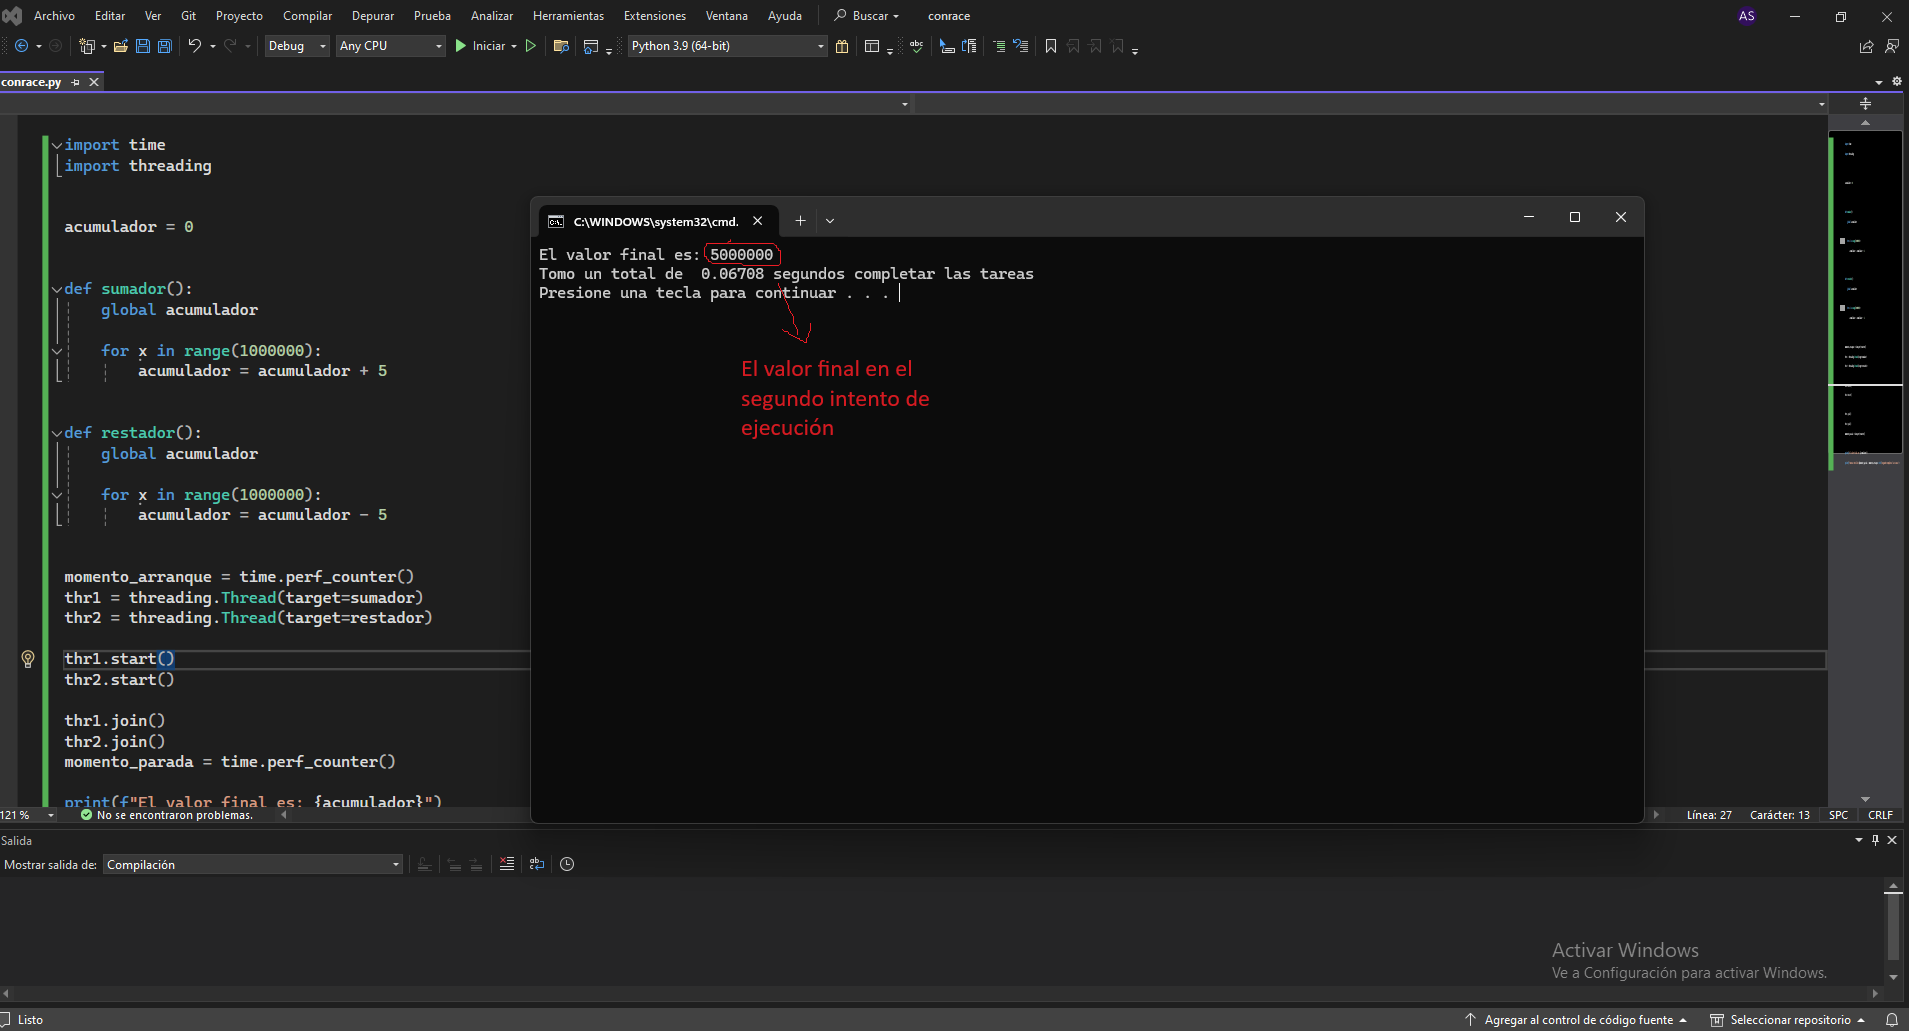 Archivo Editar Ver Git Proyecto Compilar Depurar Prueba Analizar Herramientas Extensiones Ventana Ayuda Buscar conrace AS
Debug Any CPU Iniciar Python 3.9 (64-bit) abc
conrace.py
import time
import threading
acumulador = 0
def sumador():
global acumulador
for x in range(1000000):
acumulador = acumulador + 5
def restador():
global acumulador
for x in range(1000000):
acumulador = acumulador - 5
momento_arranque = time.perf_counter()
thr1 = threading.Thread(target=sumador)
thr2 = threading.Thread(target=restador)
thr1.start()
thr2.start()
thr1.join()
thr2.join()
momento_parada = time.perf_counter()
print(f"El valor final es: {acumulador}")
C:\WINDOWS\system32\cmd.
El valor final es: 5000000
Tomo un total de  0.06708 segundos completar las tareas
Presione una tecla para continuar . . .
El valor final en el
segundo intento de
ejecución
121 % No se encontraron problemas. Línea: 27 Carácter: 13 SPC CRLF
Salida
Mostrar salida de: Compilación
Activar Windows
Ve a Configuración para activar Windows.
Listo Agregar al control de código fuente Seleccionar repositorio